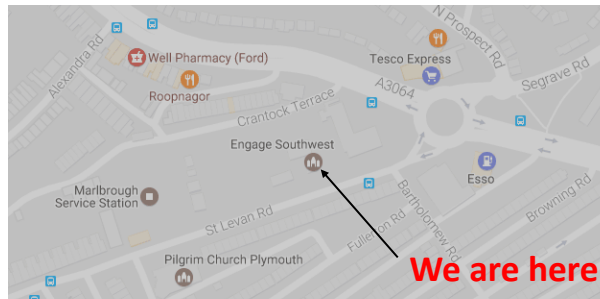 N Prospect Rd
Alexandra Rd
Well Pharmacy (Ford)
Tesco Express
Segrave Rd
Roopnagor
A3064
Crantock Terrace
Engage Southwest
Marlbrough
Service Station
Esso
Browning Rd
St Levan Rd
Bartholomew Rd
Fullerton Rd
Pilgrim Church Plymouth
We are here